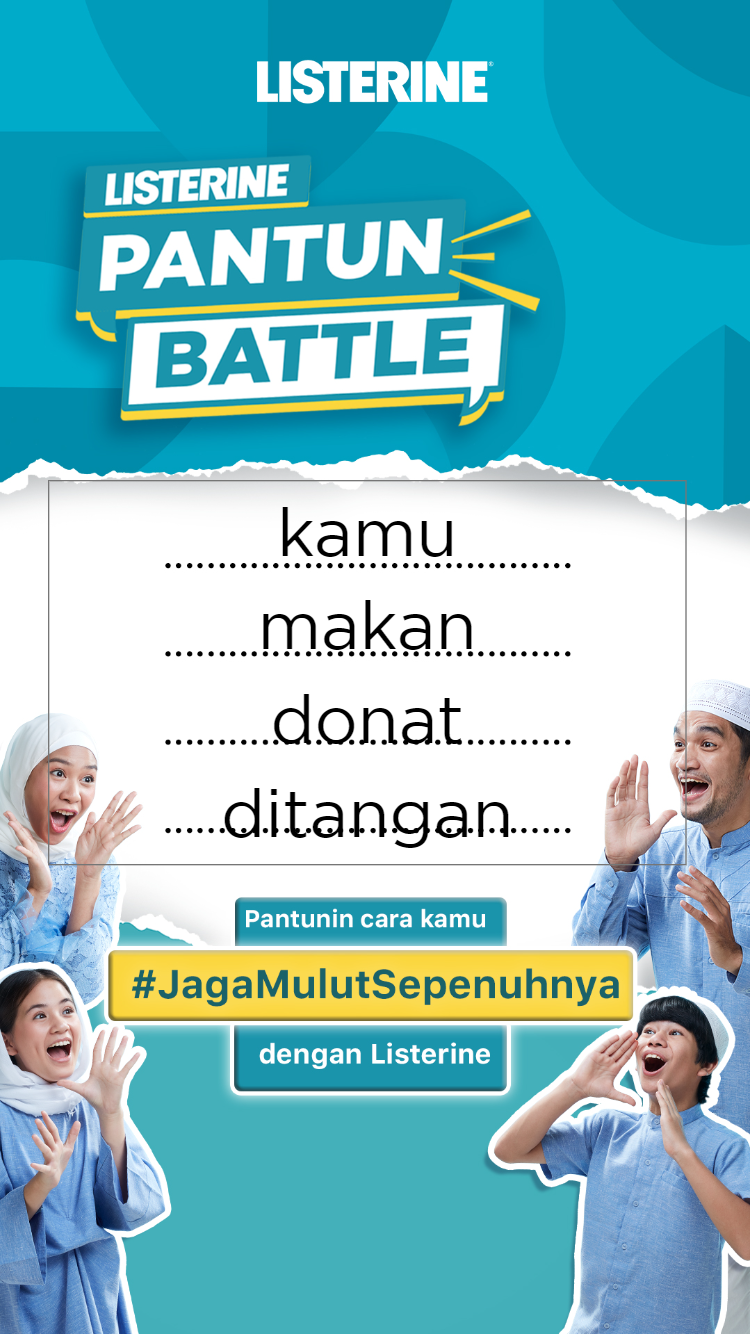 LISTERINE®
LISTERINE
PANTUN
BATTLE
kamu
makan
donat
ditangan
Pantunin cara kamu
#JagaMulutSepenuhnya
dengan Listerine